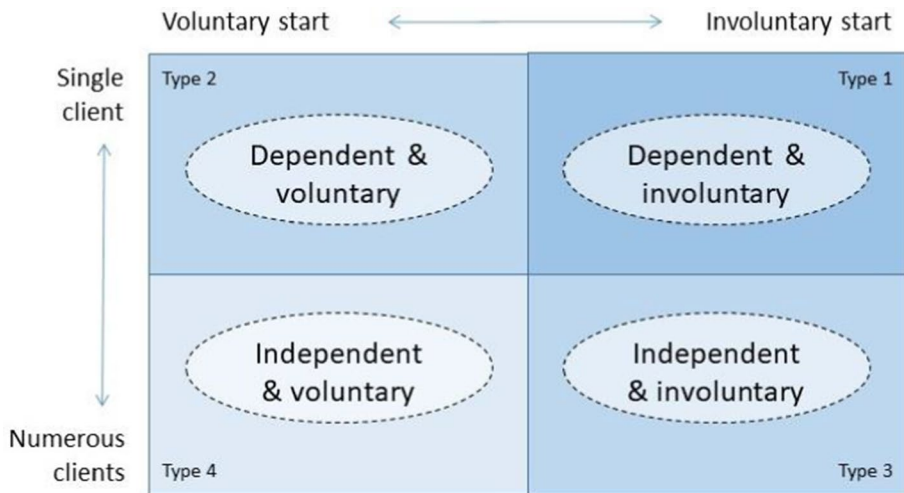 Voluntary start
Involuntary start
Single
client
Type 2
Type 1
Dependent &
voluntary
Dependent &
involuntary
Independent
& voluntary
Independent
& involuntary
Numerous
clients
Type 4
Type 3